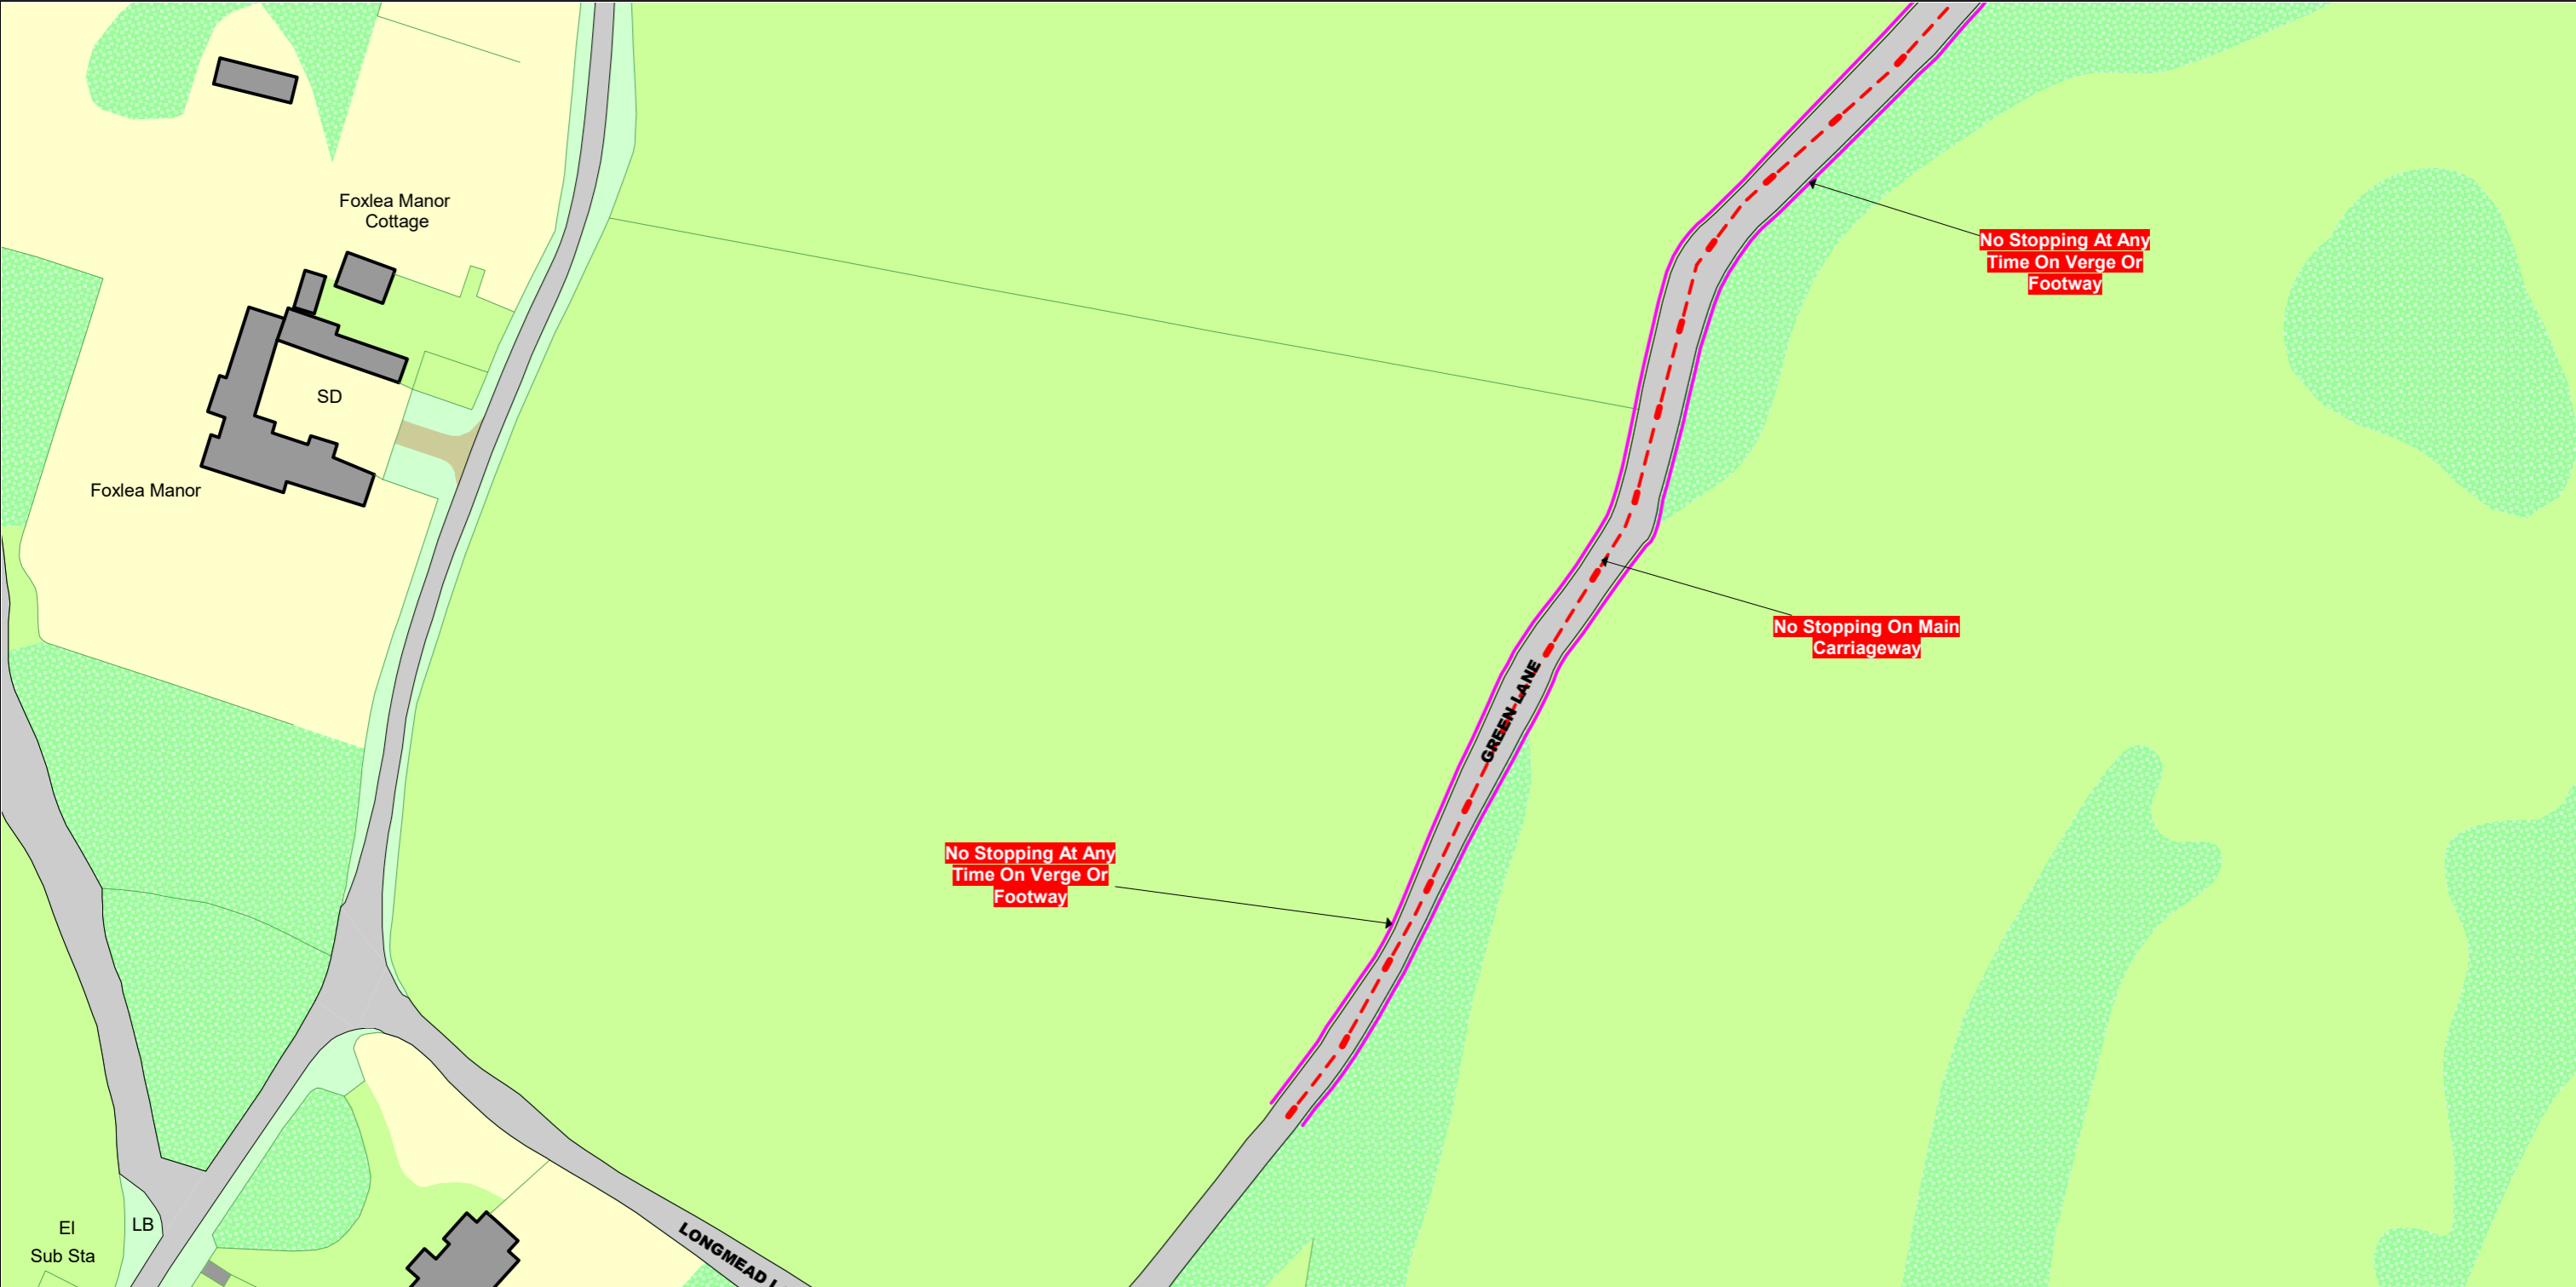 Foxlea Manor
Cottage
No Stopping At Any
Time On Verge Or
Footway
SD
Foxlea Manor
No Stopping On Main
Carriageway
GREEN LANE
No Stopping At Any
Time On Verge Or
Footway
El
Sub Sta
LB
LONGMEAD